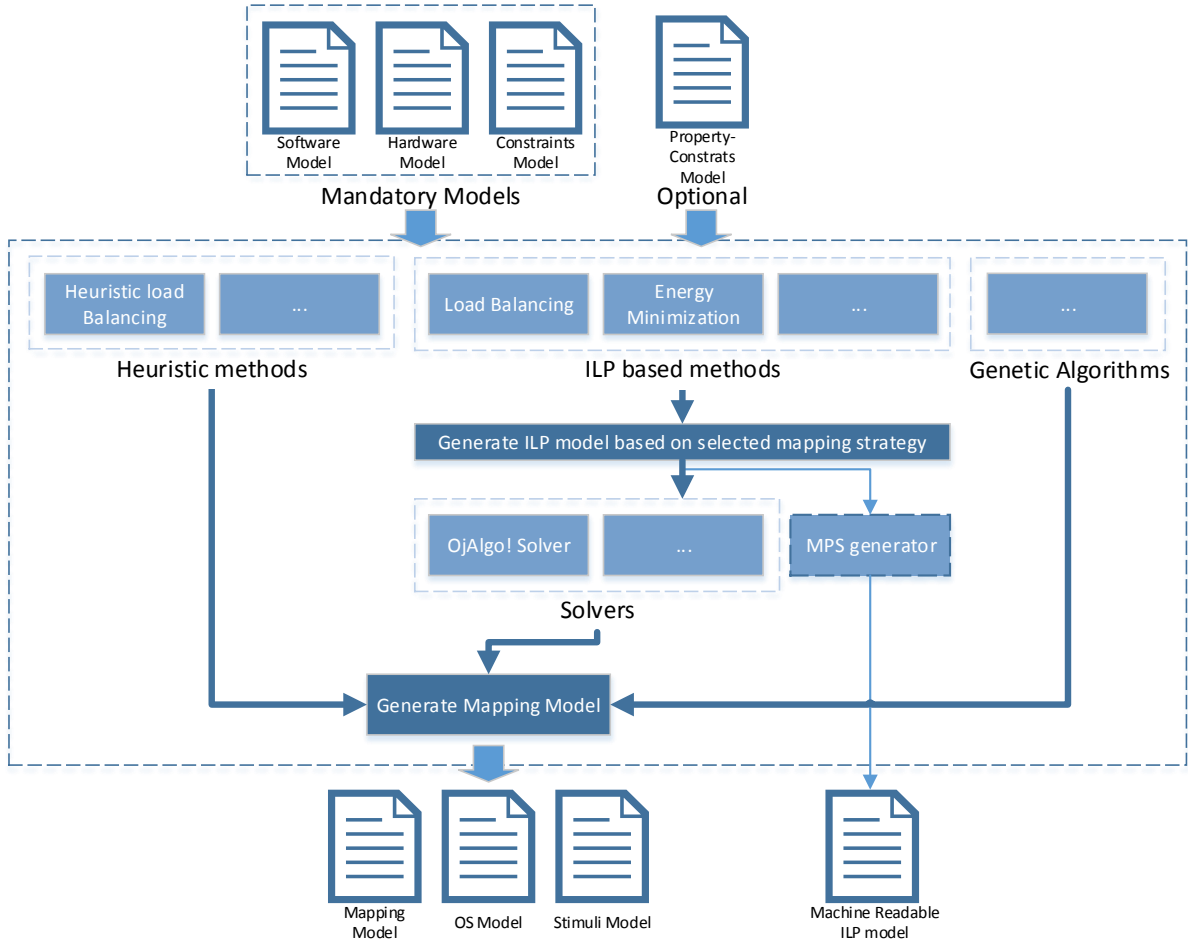 Software
Model
Hardware
Model
Constraints
Model
Property-
Constrats
Model
Mandatory Models
Optional
Heuristic load
Balancing
...
Load Balancing
Energy
Minimization
...
...
Heuristic methods
ILP based methods
Genetic Algorithms
Generate ILP model based on selected mapping strategy
OjAlgo! Solver
...
MPS generator
Solvers
Generate Mapping Model
Mapping
Model
OS Model
Stimuli Model
Machine Readable
ILP model